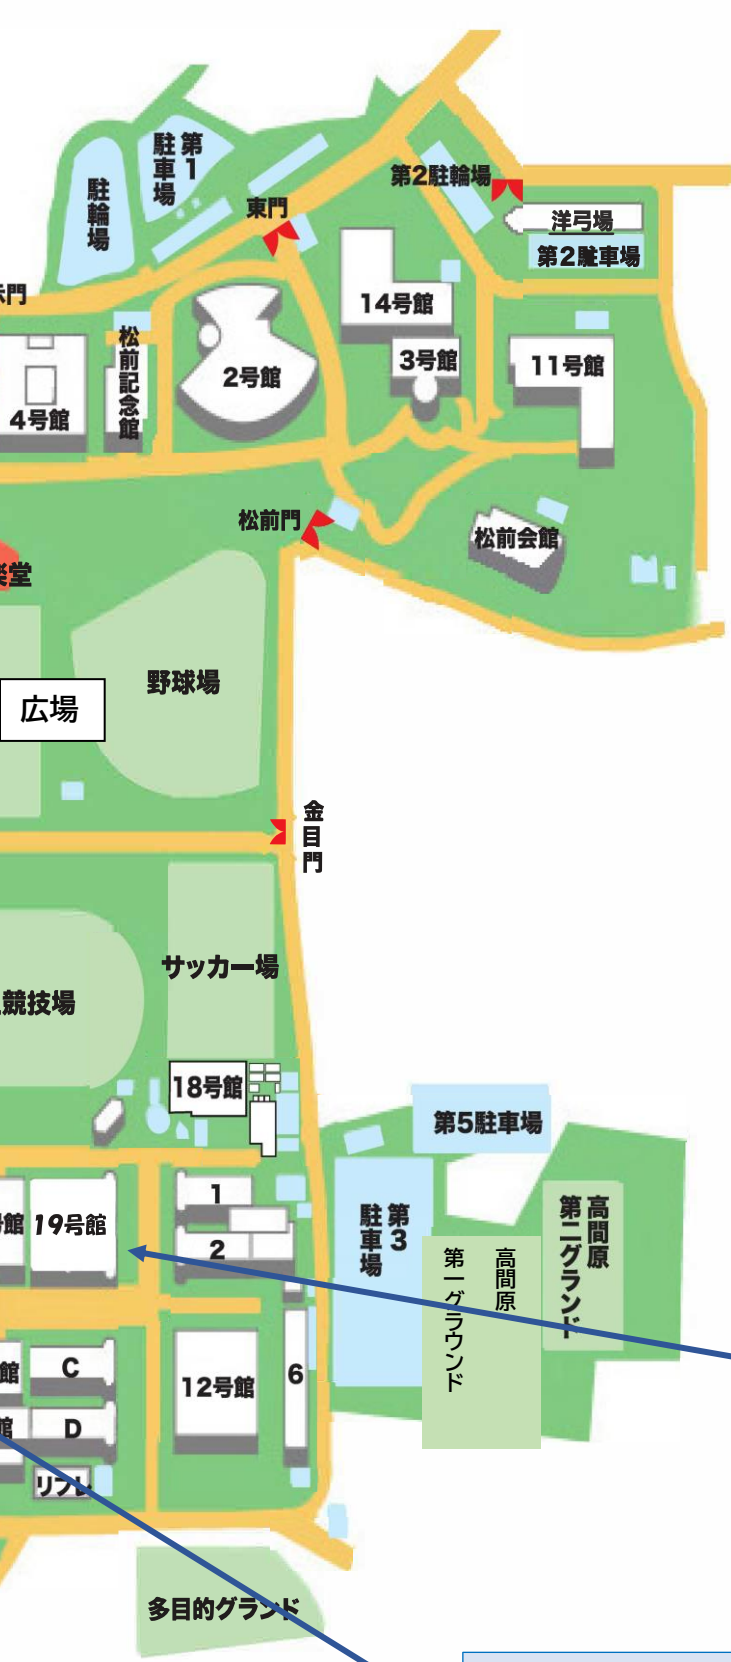 第1
駐車場
駐輪場
東門
第2駐輪場
洋弓場
第2駐車場
門
14号館
3号館
11号館
2号館
松前記念館
4号館
松前門
松前会館
堂
野球場
広場
金目門
サッカー場
競技場
18号館
第5駐車場
1
2
館
19号館
第3
駐車場
高間原
第一グラウンド
高間原
第二グランド
館
C
12号館
6
館
D
リフレ
多目的グランド